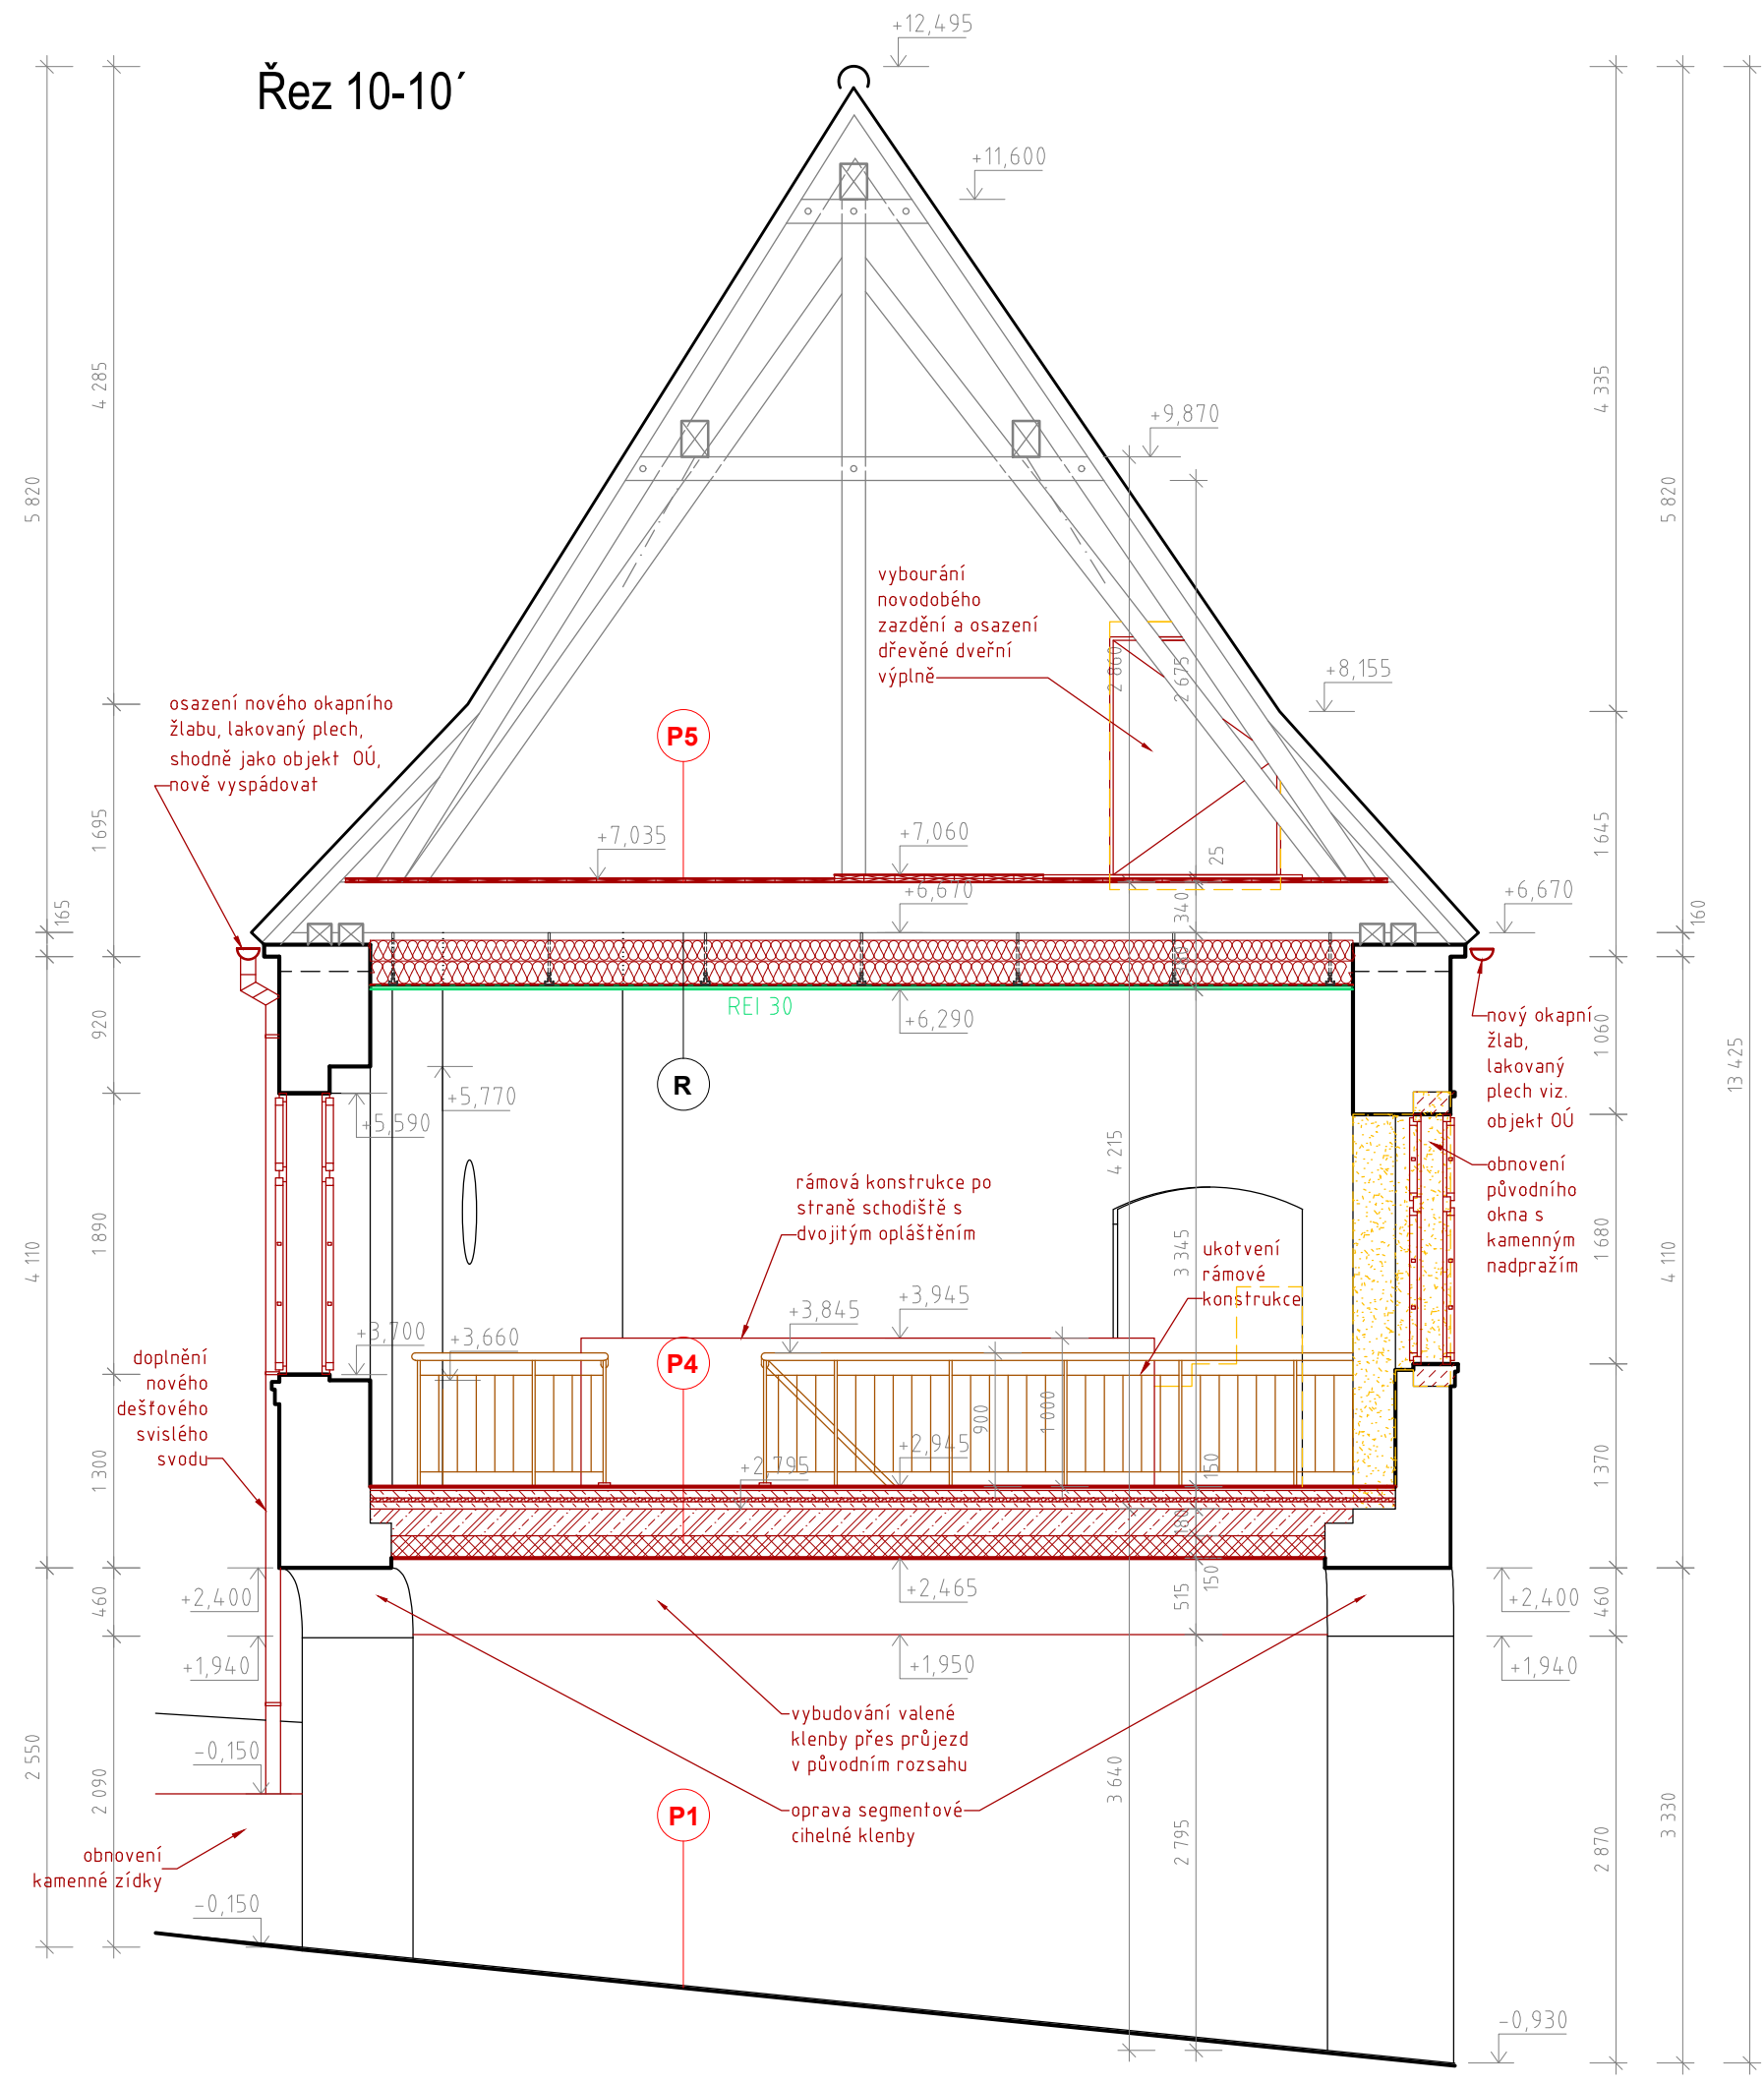 Řez 10-10´
+12,495
+11,600
+9,870
4 285
4 335
5 820
5 820
vybourání
novodobého
zazdění a osazení
dřevěné dveřní
výplně
2 860
2 675
+8,155
osazení nového okapního
žlabu, lakovaný plech,
shodně jako objekt OÚ,
nově vyspádovat
P5
1 695
1 645
+7,035
+7,060
25
+6,670
340
+6,670
165
160
REI 30
+6,290
R
920
1 060
13 425
nový okapní
žlab,
lakovaný
plech viz.
objekt OÚ
+5,770
+5,590
4 215
obnovení
původního
okna s
kamenným
nadpražím
rámová konstrukce po
straně schodiště s
dvojitým opláštěním
ukotvení
rámové
konstrukce
1 890
3 345
1 680
4 110
4 110
+3,945
+3,845
+3,700
+3,660
P4
doplnění
nového
dešťového
svislého
svodu
900
1 000
+2,945
+2,795
150
1 300
1 370
180
+2,465
150
515
+2,400
+2,400
460
460
+1,940
+1,950
+1,940
vybudování valené
klenby přes průjezd
v původním rozsahu
-0,150
2 550
2 090
3 640
2 795
2 870
3 330
P1
oprava segmentové
cihelné klenby
obnovení
kamenné zídky
-0,150
-0,930